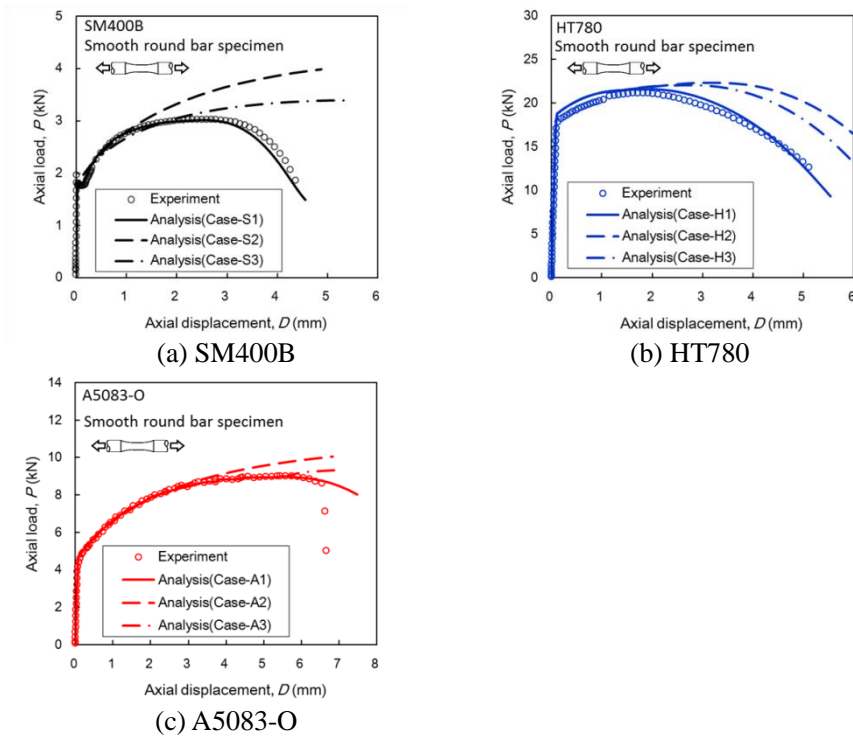 SM400B
Smooth round bar specimen
Axial load, P (kN)
5
4
3
2
1
0
Experiment
Analysis(Case-S1)
Analysis(Case-S2)
Analysis(Case-S3)
0 1 2 3 4 5 6
Axial displacement, D (mm)
(a) SM400B
HT780
Smooth round bar specimen
Axial load, P (kN)
30
25
20
15
10
5
0
Experiment
Analysis(Case-H1)
Analysis(Case-H2)
Analysis(Case-H3)
0 1 2 3 4 5 6
Axial displacement, D (mm)
(b) HT780
A5083-O
Smooth round bar specimen
Axial load, P (kN)
14
12
10
8
6
4
2
0
Experiment
Analysis(Case-A1)
Analysis(Case-A2)
Analysis(Case-A3)
0 1 2 3 4 5 6 7 8
Axial displacement, D (mm)
(c) A5083-O